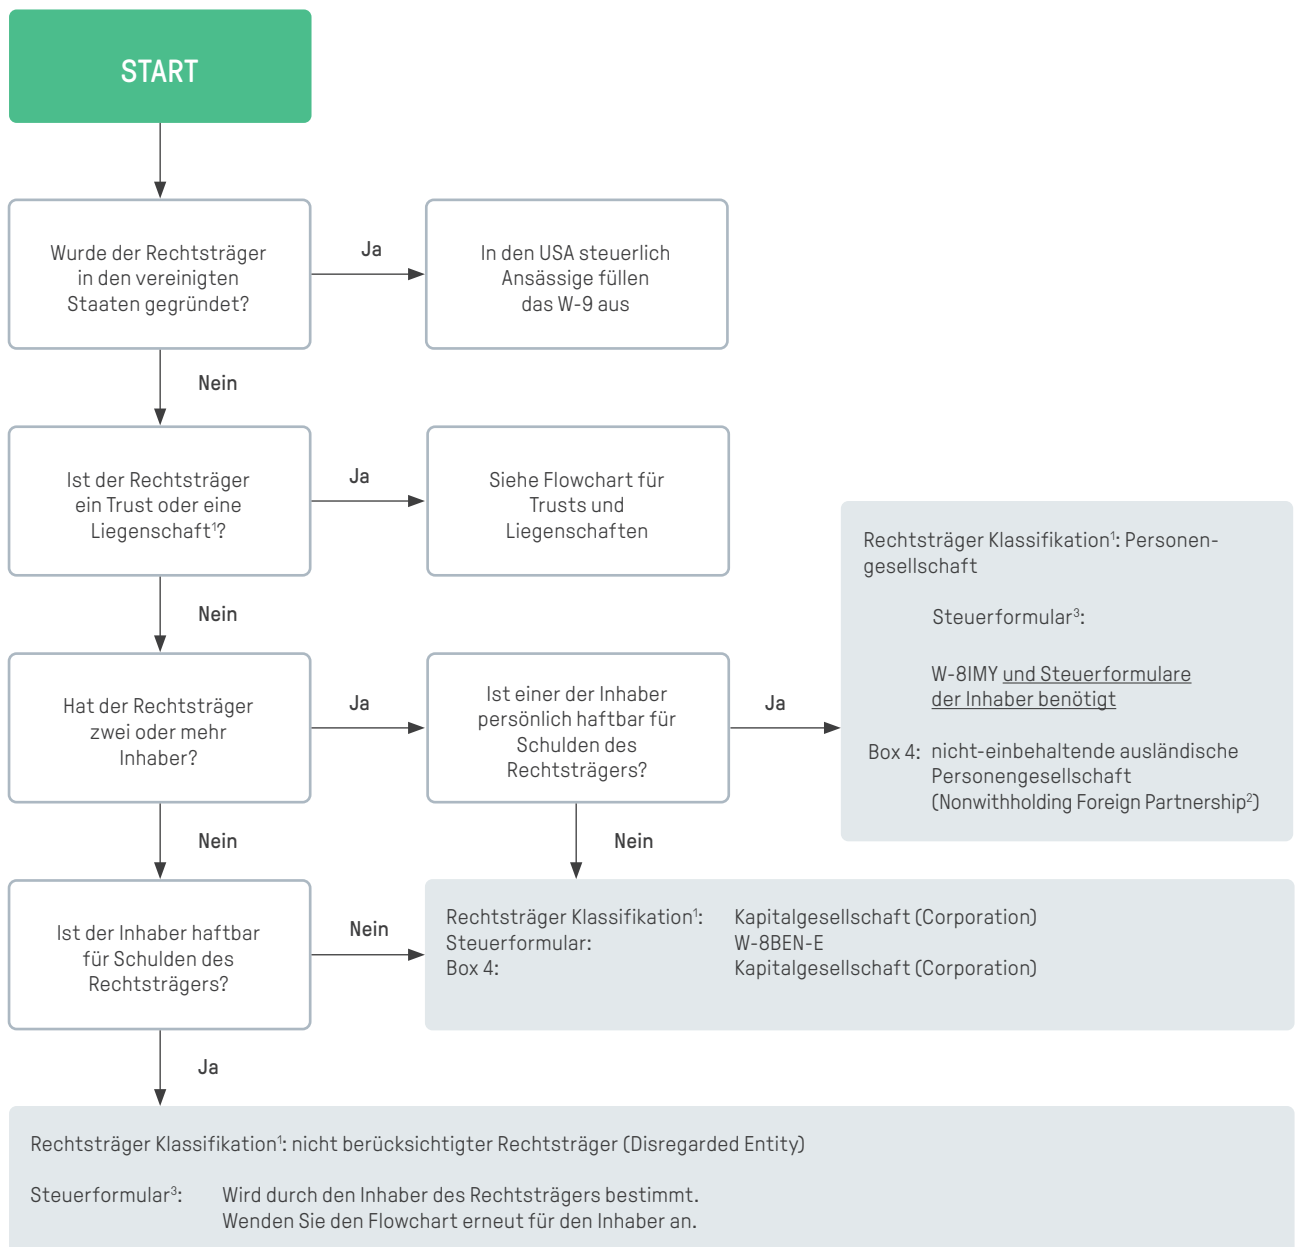 START
Wurde der Rechtsträger
in den vereinigten
Staaten gegründet?
Ja
In den USA steuerlich
Ansässige füllen
das W-9 aus
Nein
Ist der Rechtsträger
ein Trust oder eine
Liegenschaft¹?
Ja
Siehe Flowchart für
Trusts und
Liegenschaften
Nein
Hat der Rechtsträger
zwei oder mehr
Inhaber?
Ja
Ist einer der Inhaber
persönlich haftbar für
Schulden des
Rechtsträgers?
Ja
Rechtsträger Klassifikation¹: Personen-
gesellschaft
Steuerformular³:
W-8IMY und Steuerformulare
der Inhaber benötigt
Box 4: nicht-einbehaltende ausländische
Personengesellschaft
(Nonwithholding Foreign Partnership²)
Nein
Nein
Ist der Inhaber haftbar
für Schulden des
Rechtsträgers?
Nein
Rechtsträger Klassifikation¹: Kapitalgesellschaft (Corporation)
Steuerformular: W-8BEN-E
Box 4: Kapitalgesellschaft (Corporation)
Ja
Rechtsträger Klassifikation¹: nicht berücksichtigter Rechtsträger (Disregarded Entity)
Steuerformular³: Wird durch den Inhaber des Rechtsträgers bestimmt.
Wenden Sie den Flowchart erneut für den Inhaber an.